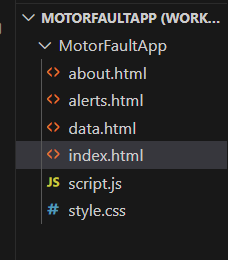 MOTORFAULTAPP (WORK...
MotorFaultApp
<> about.html
<> alerts.html
<> data.html
<> index.html
JS script.js
# style.css